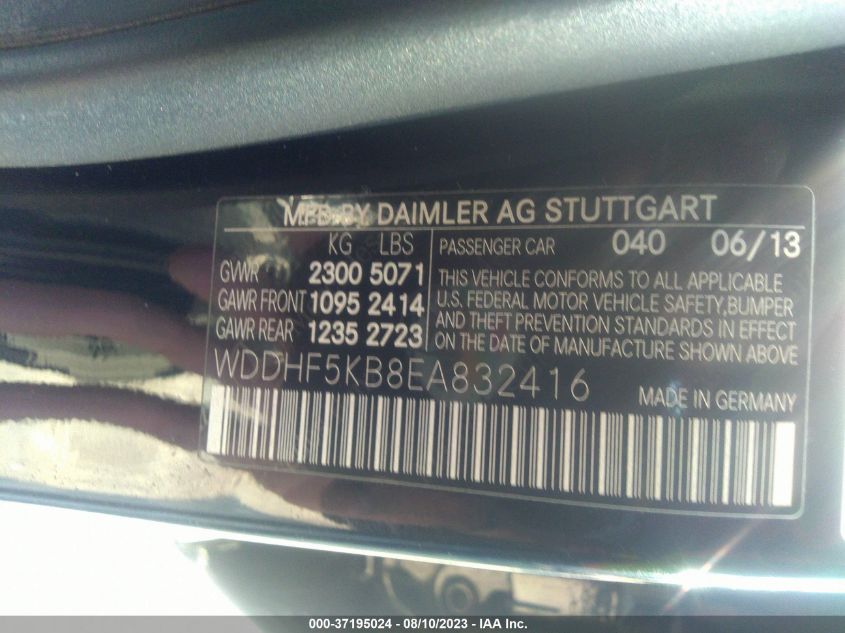 MFD. BY DAIMLER AG STUTTGART
KG LBS
GVWR 2300 5071
GAWR FRONT 1095 2414
GAWR REAR 1235 2723
PASSENGER CAR 040 06/13
THIS VEHICLE CONFORMS TO ALL APPLICABLE
U.S. FEDERAL MOTOR VEHICLE SAFETY, BUMPER
AND THEFT PREVENTION STANDARDS IN EFFECT
ON THE DATE OF MANUFACTURE SHOWN ABOVE
WDDHF5KB8EA832416
MADE IN GERMANY
000-37195024 - 08/10/2023 - IAA Inc.